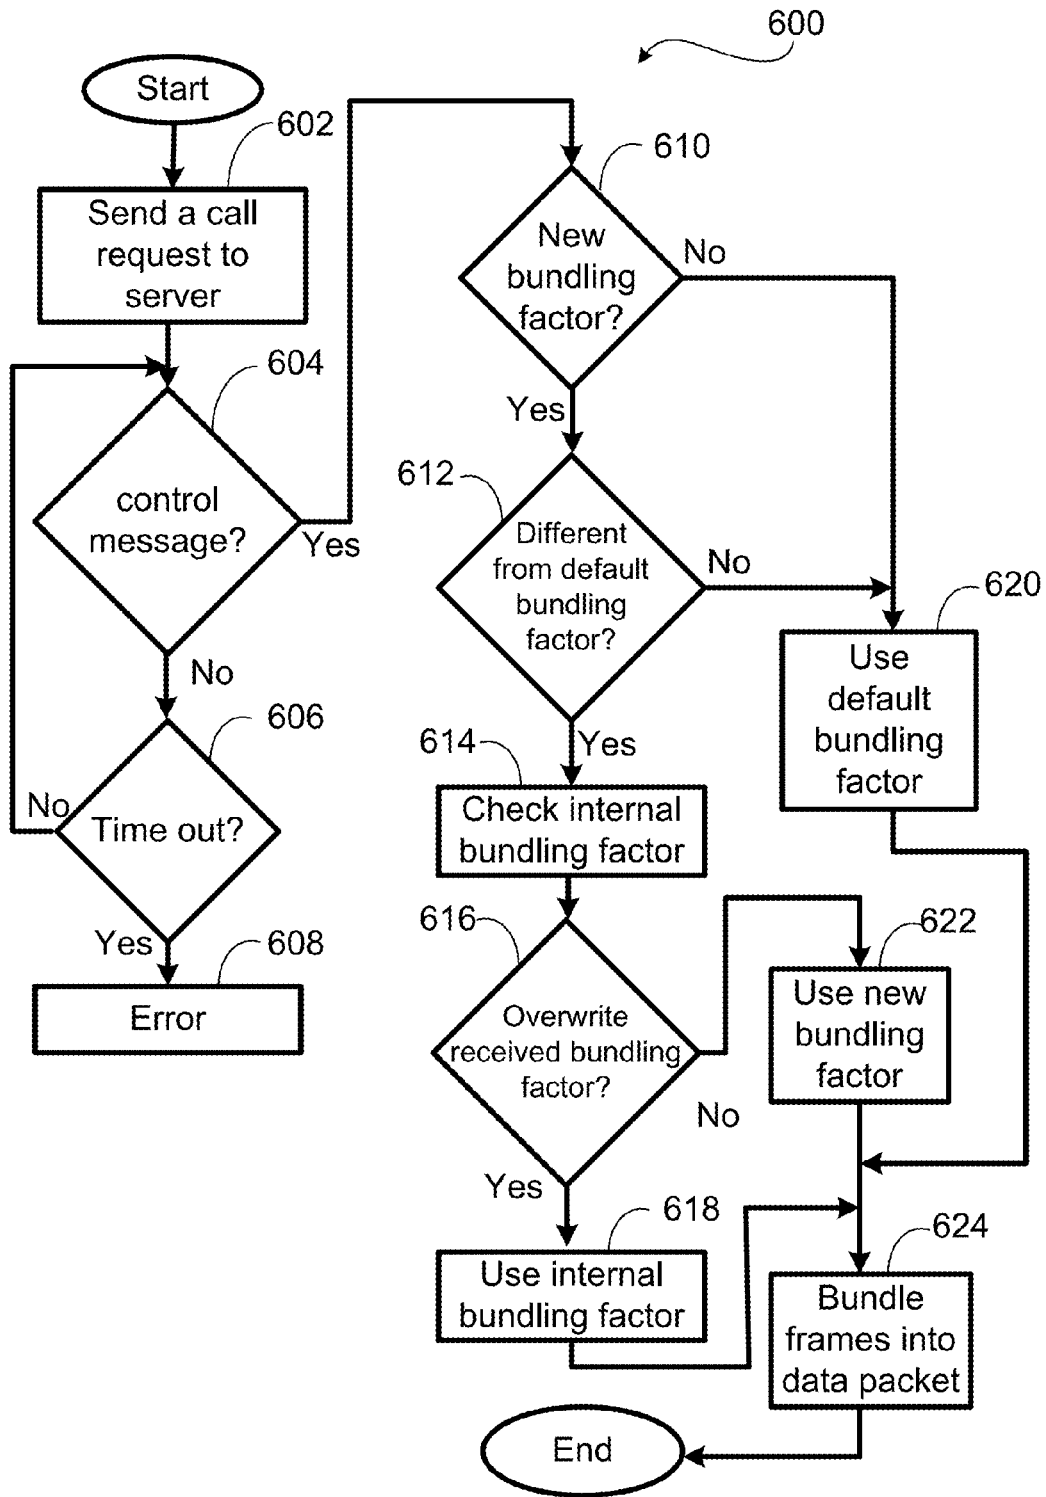 600
Start
602
Send a call
request to
server
604
control
message?
Yes
No
606
No
Time out?
Yes
608
Error
610
New
bundling
factor?
No
Yes
612
Different
from default
bundling
factor?
No
Yes
620
Use
default
bundling
factor
614
Check internal
bundling factor
616
Overwrite
received bundling
factor?
No
Yes
622
Use new
bundling
factor
618
Use internal
bundling factor
624
Bundle
frames into
data packet
End